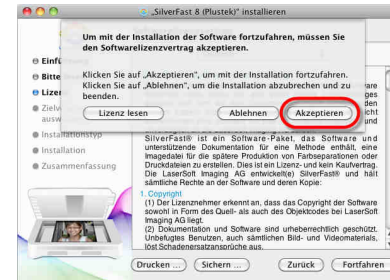 „SilverFast 8 (Plustek)" installieren
Um mit der Installation der Software fortzufahren, müssen Sie
den Softwarelizenzvertrag akzeptieren.
Klicken Sie auf „Akzeptieren", um mit der Installation fortzufahren.
Klicken Sie auf "Ablehnen", um die Installation abzubrechen und zu
beenden.
Lizenz lesen
Ablehnen
Akzeptieren
Einfü
Bitte
Lizen
Zielv
ausw
Installationstyp
Installation
Zusammenfassung
SilverFast® ist ein Software-Paket, das Software und
unterstützende Dokumentation für eine Methode enthält, eine
Imagedatei für die spätere Produktion von Farbseparationen oder
Druckdateien zu erstellen. Dies ist ein Lizenz- und kein Kaufvertrag.
Die LaserSoft Imaging AG entwickelt(e) SilverFast® und hält
sämtliche Rechte an der Software und deren Kopie:
1. Copyright
(1) Der Lizenznehmer erkennt an, dass das Copyright der Software
sowohl in Form des Quell- als auch des Objektcodes bei LaserSoft
Imaging AG liegt.
(2) Dokumentation und Software sind urheberrechtlich geschützt.
Unbefugtes Benutzen, auch sämtlichen Bild- und Videomaterials,
löst Schadenersatzansprüche aus.
Drucken ...
Sichern ...
Zurück
Fortfahren